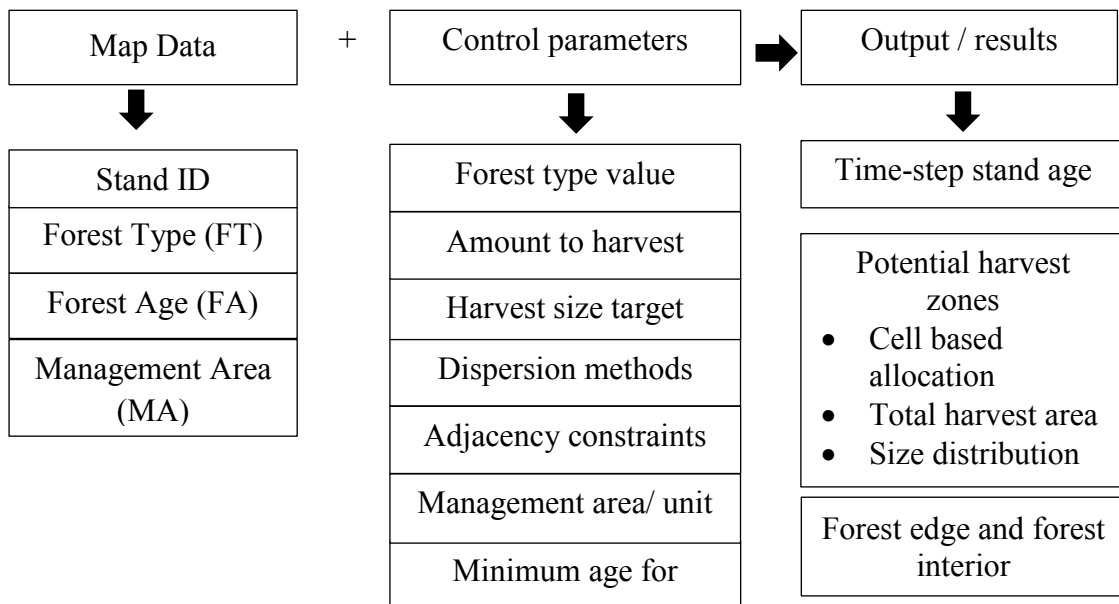 Map Data
+
Control parameters
Output / results
Stand ID
Forest Type (FT)
Forest Age (FA)
Management Area
(MA)
Forest type value
Amount to harvest
Harvest size target
Dispersion methods
Adjacency constraints
Management area/ unit
Minimum age for
Time-step stand age
Potential harvest
zones
• Cell based
allocation
• Total harvest area
• Size distribution
Forest edge and forest
interior